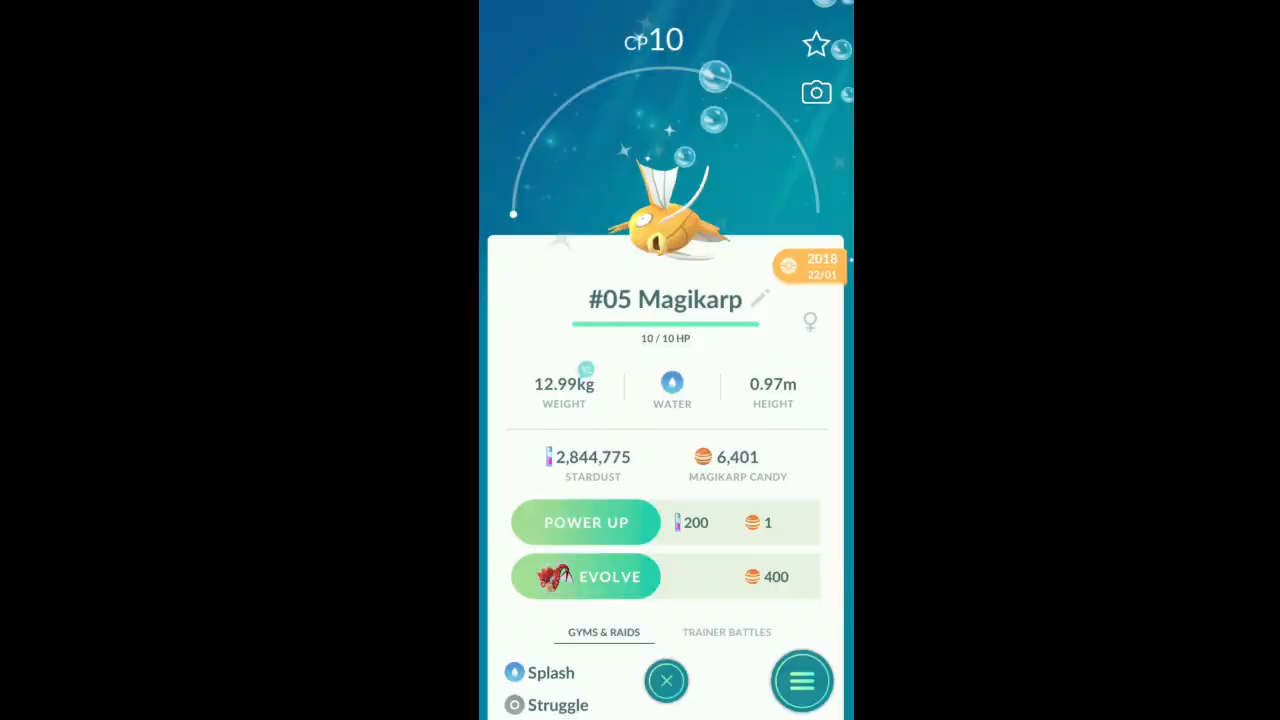 CP10
2018
22/01
#05 Magikarp
10 / 10 HP
12.99kg
WEIGHT
WATER
0.97m
HEIGHT
2,844,775
STARDUST
6,401
MAGIKARP CANDY
POWER UP
200
1
EVOLVE
400
GYMS & RAIDS
TRAINER BATTLES
Splash
Struggle